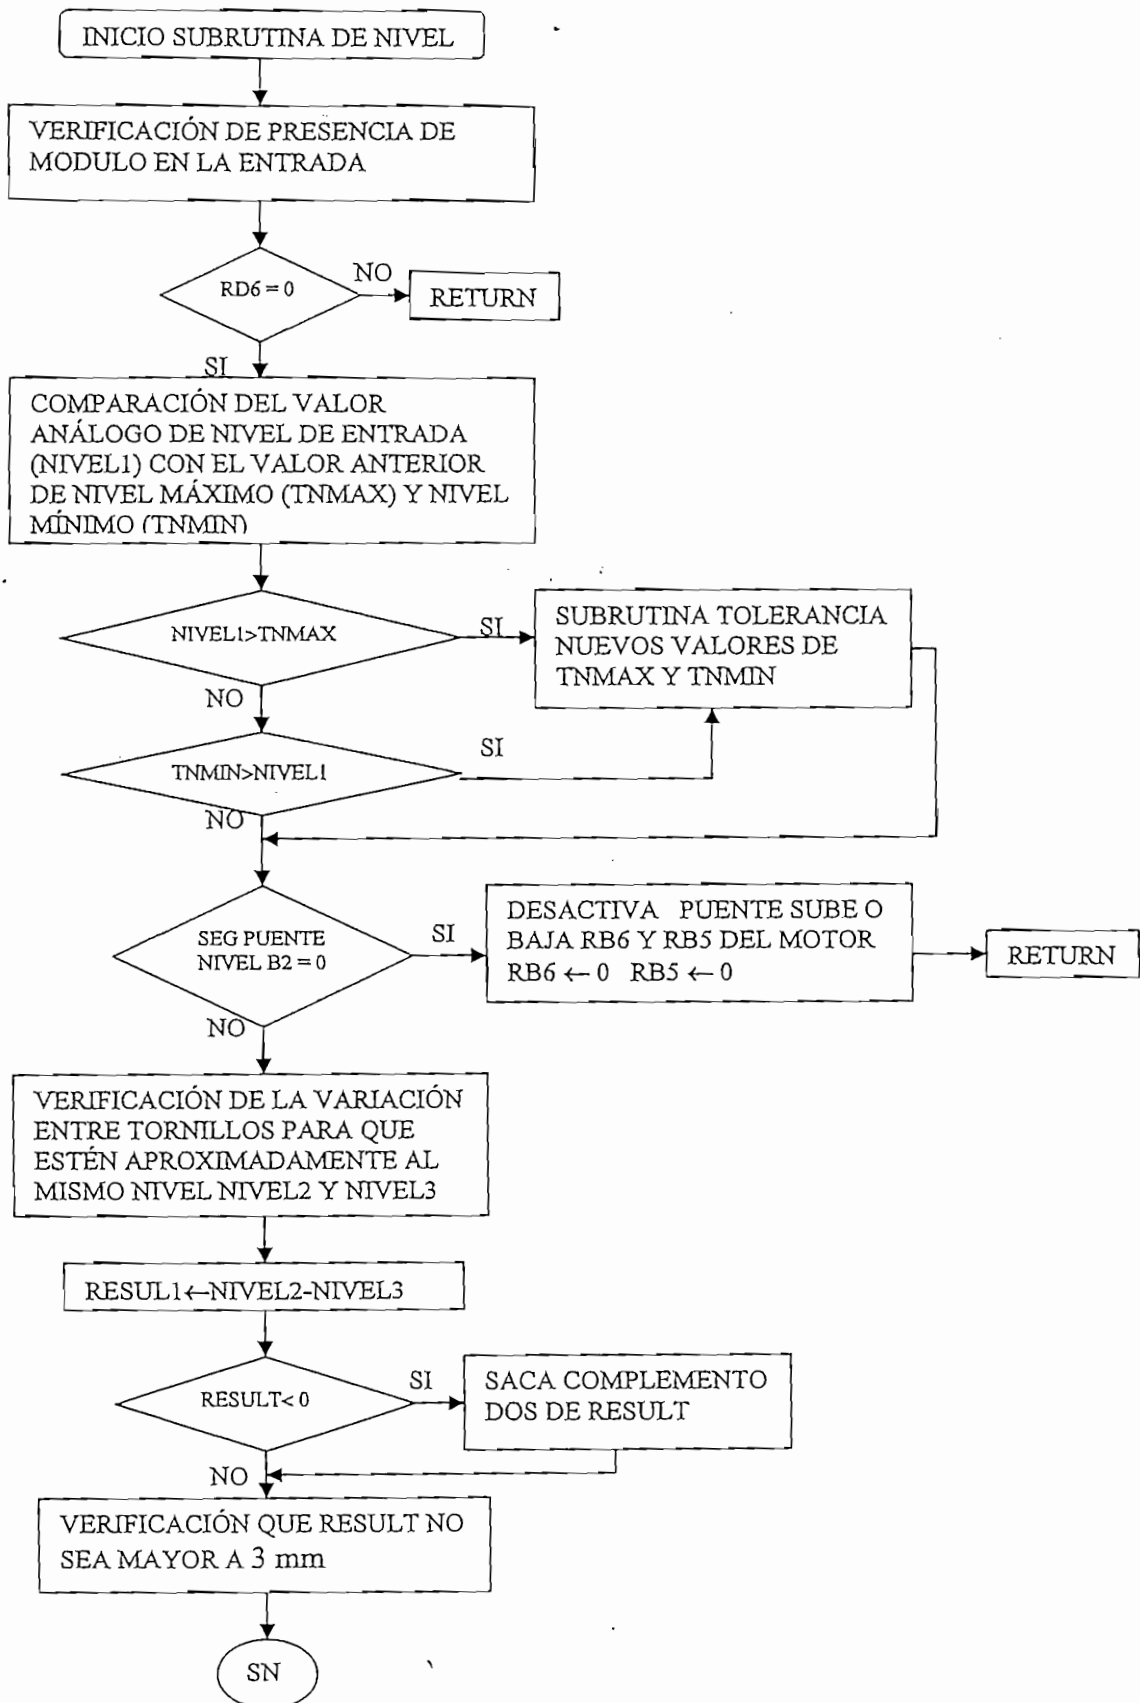 INICIO SUBRUTINA DE NIVEL
VERIFICACIÓN DE PRESENCIA DE
MODULO EN LA ENTRADA
RD6 = 0
NO
RETURN
SI
COMPARACIÓN DEL VALOR
ANÁLOGO DE NIVEL DE ENTRADA
(NIVEL1) CON EL VALOR ANTERIOR
DE NIVEL MÁXIMO (TNMAX) Y NIVEL
MÍNIMO (TNMIN)
NIVEL1>TNMAX
SI
SUBRUTINA TOLERANCIA
NUEVOS VALORES DE
TNMAX Y TNMIN
NO
TNMIN>NIVEL1
SI
NO
SEG PUENTE
NIVEL B2 = 0
SI
DESACTIVA PUENTE SUBE O
BAJA RB6 Y RB5 DEL MOTOR
RB6 ← 0 RB5 ← 0
RETURN
NO
VERIFICACIÓN DE LA VARIACIÓN
ENTRE TORNILLOS PARA QUE
ESTÉN APROXIMADAMENTE AL
MISMO NIVEL NIVEL2 Y NIVEL3
RESUL1←NIVEL2-NIVEL3
RESULT< 0
SI
SACA COMPLEMENTO
DOS DE RESULT
NO
VERIFICACIÓN QUE RESULT NO
SEA MAYOR A 3 mm
SN